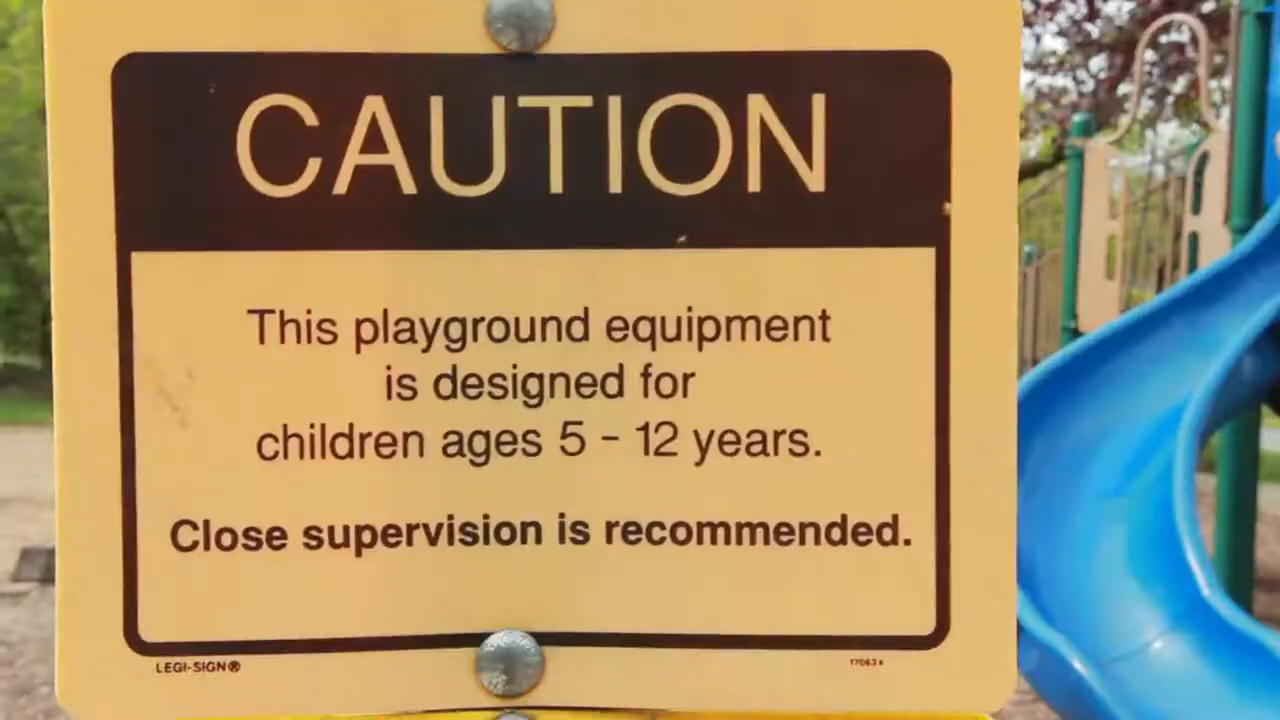 CAUTION
This playground equipment
is designed for
children ages 5 - 12 years.
Close supervision is recommended.
LEGI-SIGN®